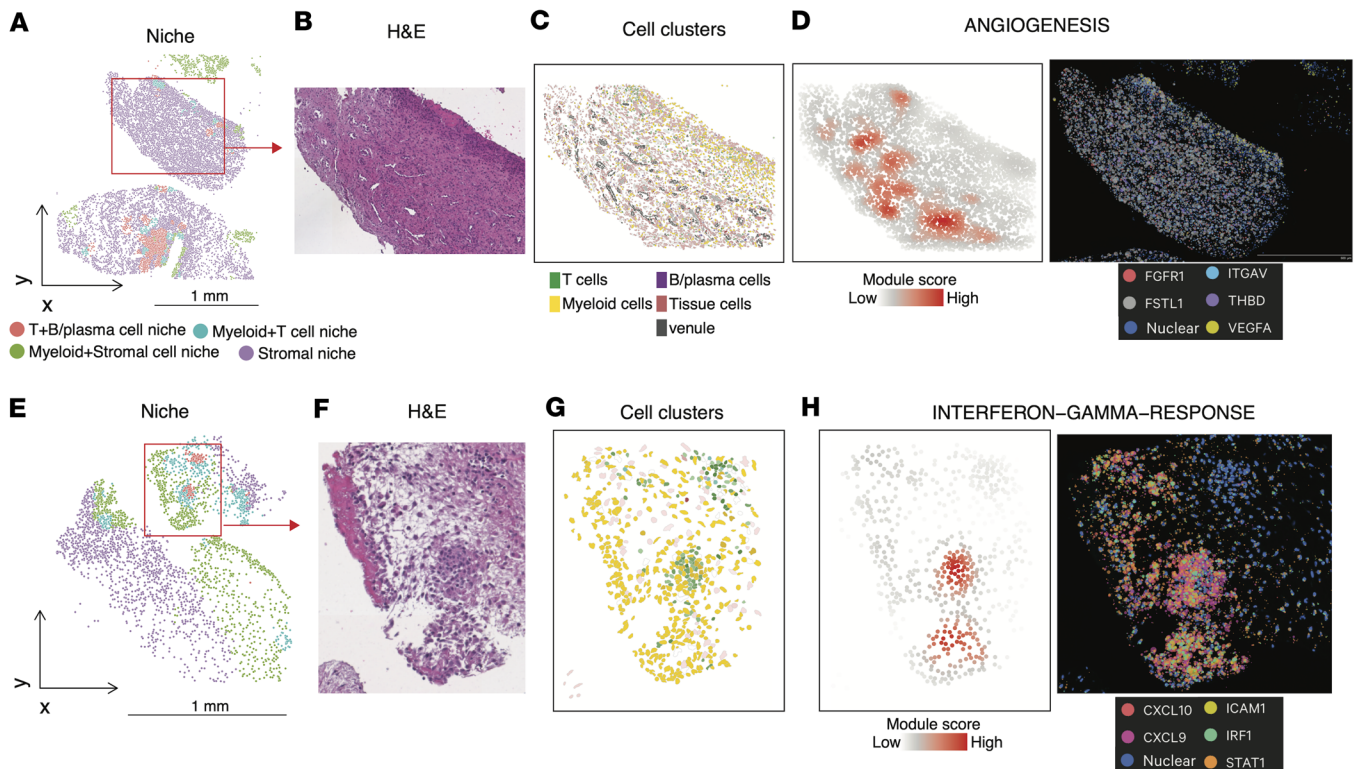 A
Niche
y
x
1 mm
T+B/plasma cell niche
Myeloid+T cell niche
Myeloid+Stromal cell niche
Stromal niche
B
H&E
C
Cell clusters
T cells
B/plasma cells
Myeloid cells
Tissue cells
venule
D
ANGIOGENESIS
Module score
Low
High
FGFR1
ITGAV
FSTL1
THBD
Nuclear
VEGFA
E
Niche
y
x
1 mm
F
H&E
G
Cell clusters
H
INTERFERON–GAMMA–RESPONSE
Module score
Low
High
CXCL10
ICAM1
CXCL9
IRF1
Nuclear
STAT1